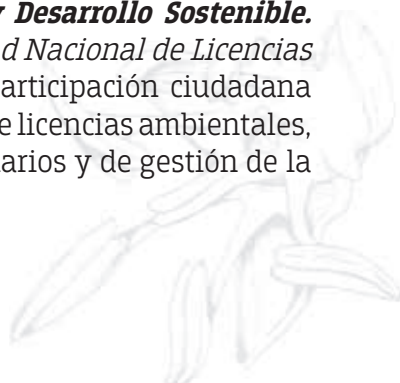 Desarrollo Sostenible.
d Nacional de Licencias
articipación ciudadana
e licencias ambientales,
arios y de gestión de la